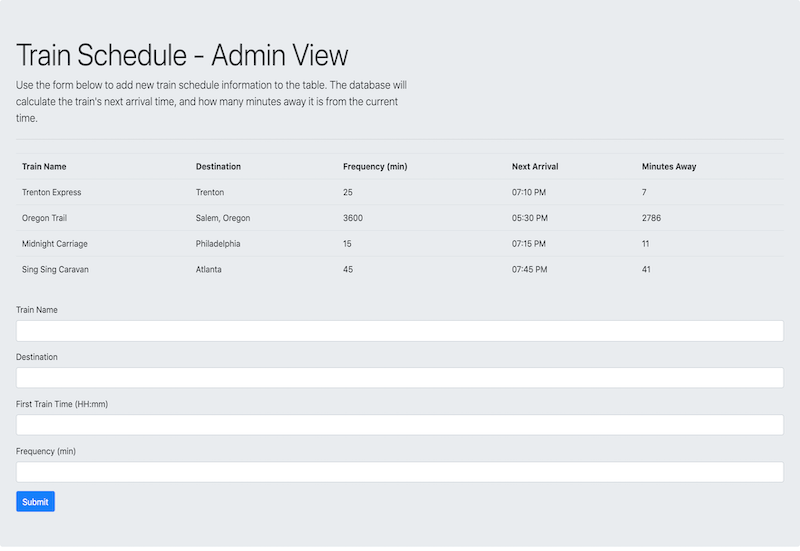 Train Schedule - Admin View
Use the form below to add new train schedule information to the table. The database will
calculate the train's next arrival time, and how many minutes away it is from the current
time.
Train Name Destination Frequency (min) Next Arrival Minutes Away
Trenton Express Trenton 25 07:10 PM 7
Oregon Trail Salem, Oregon 3600 05:30 PM 2786
Midnight Carriage Philadelphia 15 07:15 PM 11
Sing Sing Caravan Atlanta 45 07:45 PM 41
Train Name
Destination
First Train Time (HH:mm)
Frequency (min)
Submit